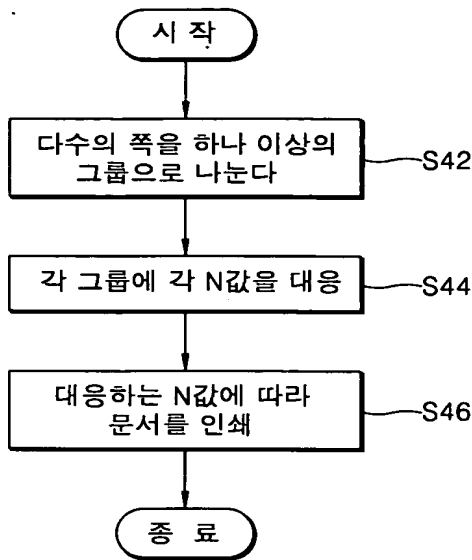 시 작
다수의 쪽을 하나 이상의
그룹으로 나눈다
S42
각 그룹에 각 N값을 대응
S44
대응하는 N값에 따라
문서를 인쇄
S46
종 료